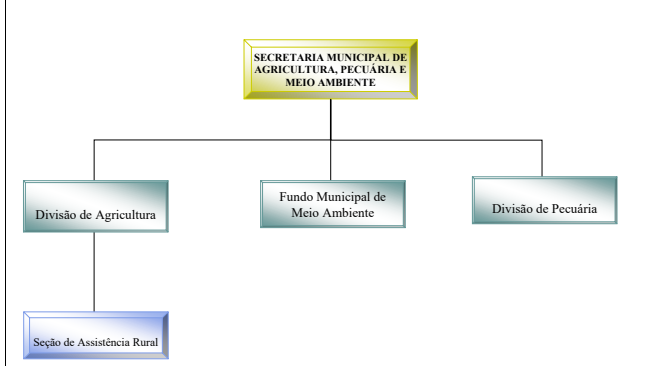 SECRETARIA MUNICIPAL DE
AGRICULTURA, PECUÁRIA E
MEIO AMBIENTE
Divisão de Agricultura
Fundo Municipal de
Meio Ambiente
Divisão de Pecuária
Seção de Assistência Rural